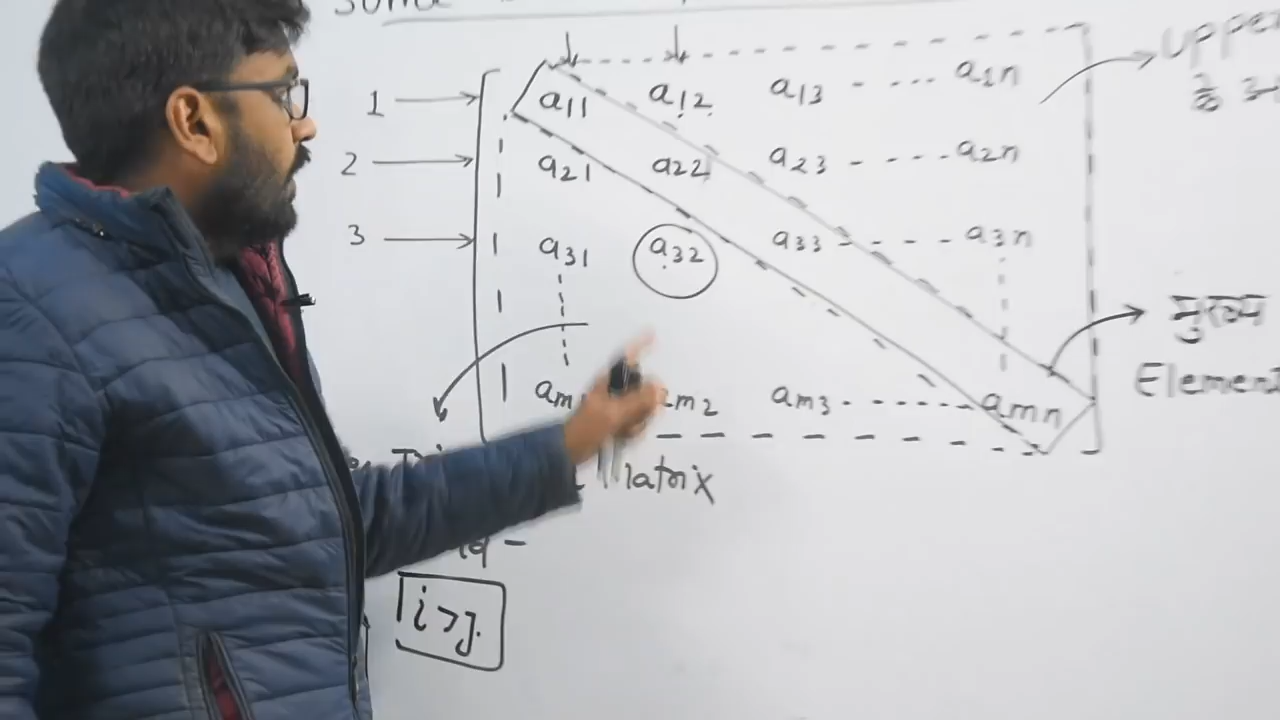 1 a11 a12 a13 - - - - a1n
Upper
2 a21 a22 a23 - - - - a2n
3 a31 a32 a33 - - - - a3n
मुख्य
Element
am2 am3 - - - - - amn
Matrix
i>j.